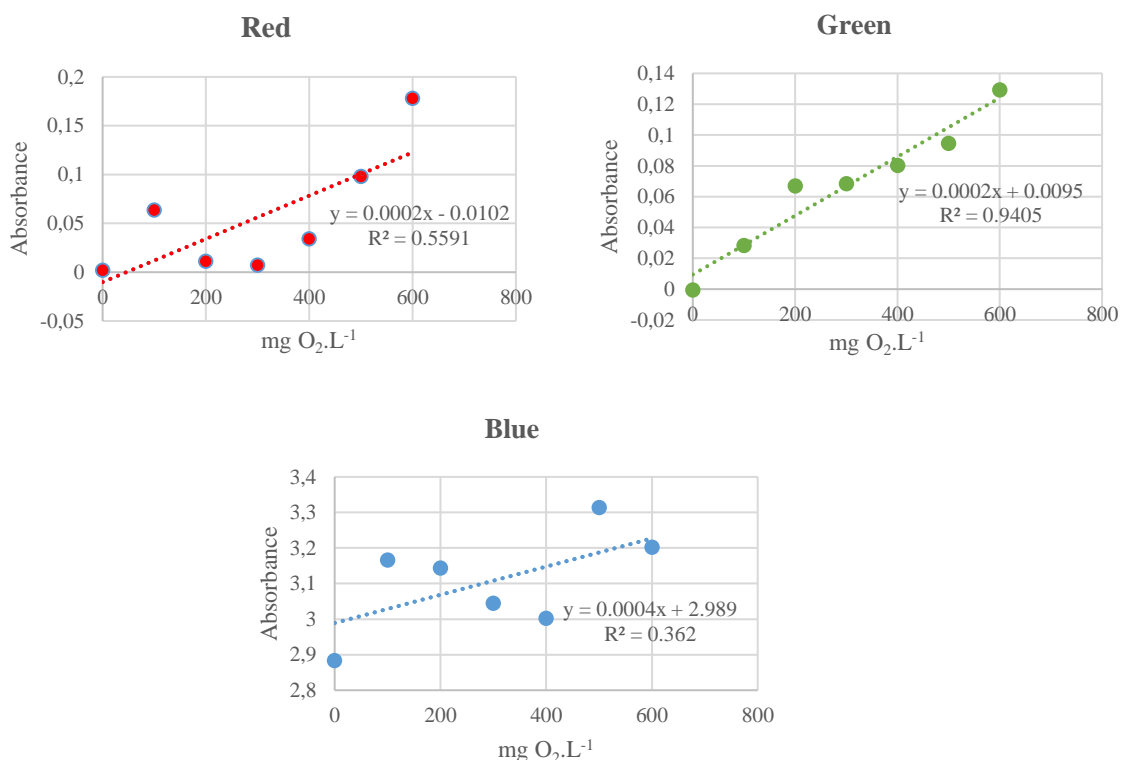 Red
0,2
0,15
0,1
0,05
0
-0,05
0
200
400
600
800
Absorbance
y = 0.0002x - 0.0102
R² = 0.5591
mg O₂.L⁻¹
Green
0,14
0,12
0,1
0,08
0,06
0,04
0,02
0
-0,02
0
200
400
600
800
Absorbance
y = 0.0002x + 0.0095
R² = 0.9405
mg O₂.L⁻¹
Blue
3,4
3,3
3,2
3,1
3
2,9
2,8
0
200
400
600
800
Absorbance
y = 0.0004x + 2.989
R² = 0.362
mg O₂.L⁻¹